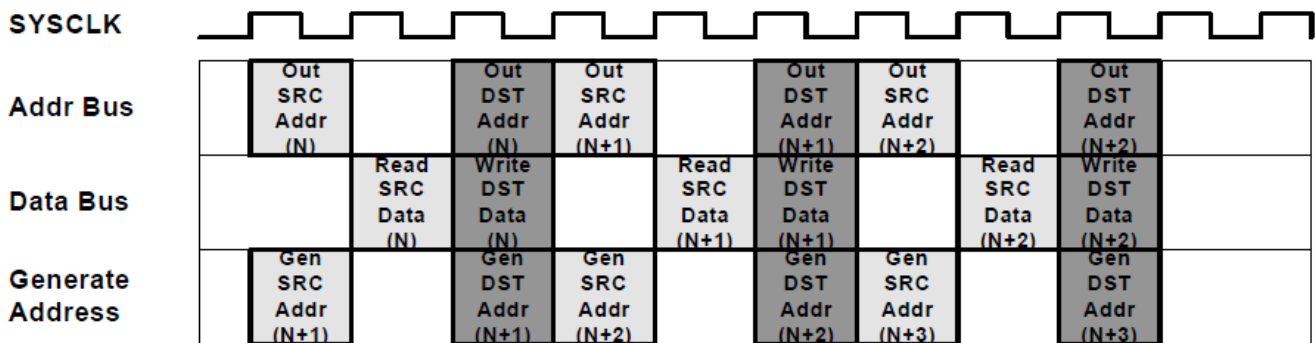 SYSCLK
Addr Bus
Out SRC Addr (N)
Out DST Addr (N)
Out SRC Addr (N+1)
Out DST Addr (N+1)
Out SRC Addr (N+2)
Out DST Addr (N+2)
Data Bus
Read SRC Data (N)
Write DST Data (N)
Read SRC Data (N+1)
Write DST Data (N+1)
Read SRC Data (N+2)
Write DST Data (N+2)
Generate Address
Gen SRC Addr (N+1)
Gen DST Addr (N+1)
Gen SRC Addr (N+2)
Gen DST Addr (N+2)
Gen SRC Addr (N+3)
Gen DST Addr (N+3)